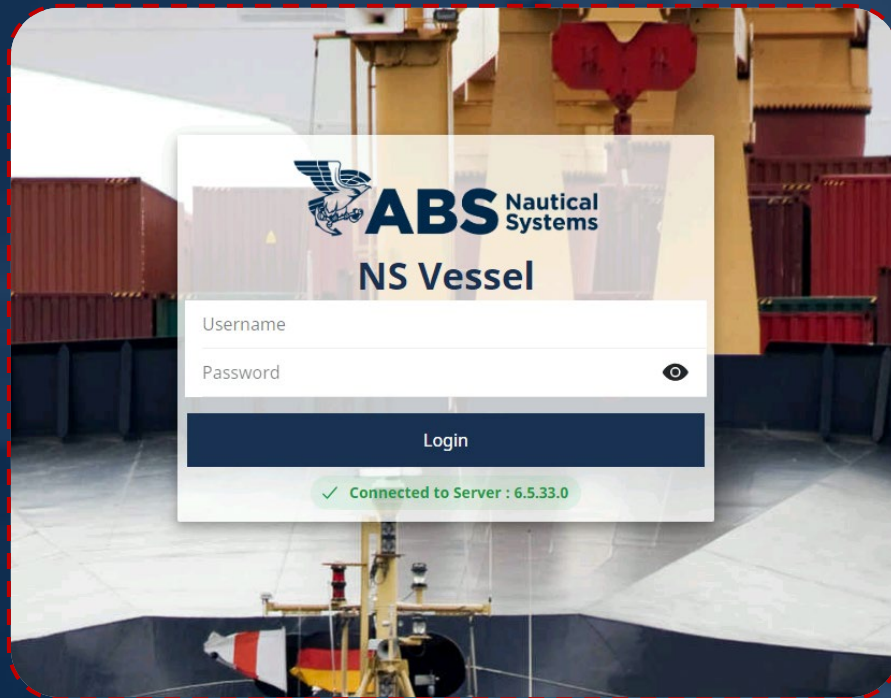 ABS Nautical
Systems
NS Vessel
Username
Password
Login
Connected to Server : 6.5.33.0